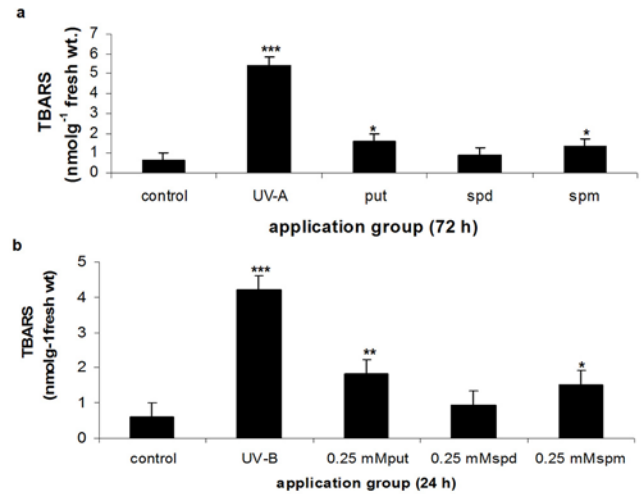 a
TBARS
(nmolg-1 fresh wt.)
7
6
5
4
3
2
1
0
***
*
*
control UV-A put spd spm
application group (72 h)
b
TBARS
(nmolg-1fresh wt)
5
4
3
2
1
0
***
**
*
control UV-B 0.25 mMput 0.25 mMspd 0.25 mMspm
application group (24 h)